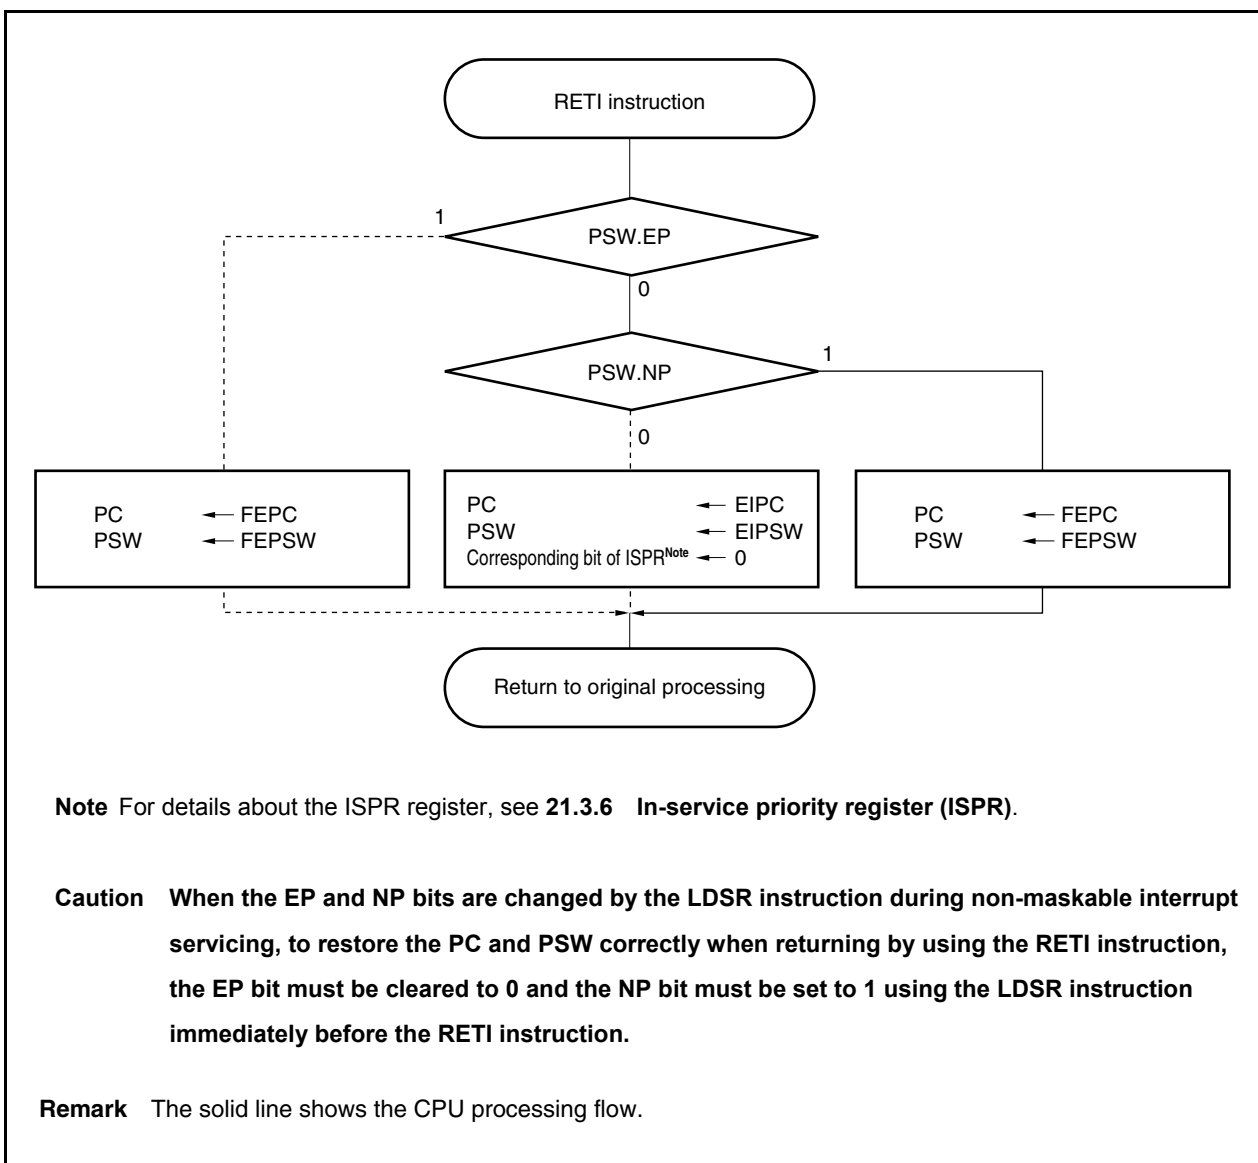 RETI instruction
1
PSW.EP
0
1
PSW.NP
0
PC ← FEPC
PSW ← FEPSW
PC ← EIPC
PSW ← EIPSW
Corresponding bit of ISPRNote ← 0
PC ← FEPC
PSW ← FEPSW
Return to original processing
Note For details about the ISPR register, see 21.3.6 In-service priority register (ISPR).
Caution When the EP and NP bits are changed by the LDSR instruction during non-maskable interrupt
servicing, to restore the PC and PSW correctly when returning by using the RETI instruction,
the EP bit must be cleared to 0 and the NP bit must be set to 1 using the LDSR instruction
immediately before the RETI instruction.
Remark The solid line shows the CPU processing flow.